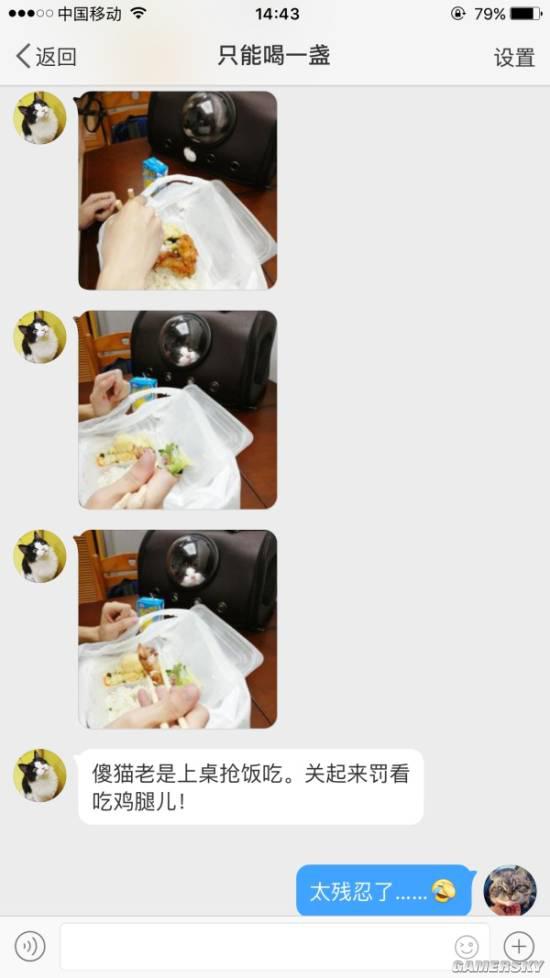 中国移动
14:43
79%
返回
只能喝一盏
设置
傻猫老是上桌抢饭吃。关起来罚看
吃鸡腿儿!
太残忍了......
GAMERSKY